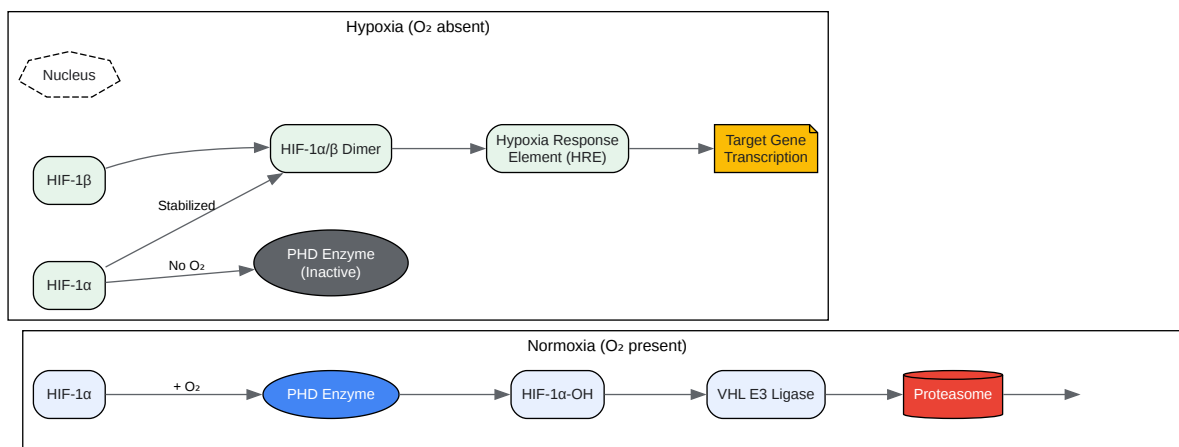 Hypoxia (O₂ absent)
Nucleus
HIF-1α/β Dimer
Hypoxia Response
Element (HRE)
Target Gene
Transcription
HIF-1β
Stabilized
HIF-1α
No O₂
PHD Enzyme
(Inactive)
Normoxia (O₂ present)
HIF-1α
+ O₂
PHD Enzyme
HIF-1α-OH
VHL E3 Ligase
Proteasome